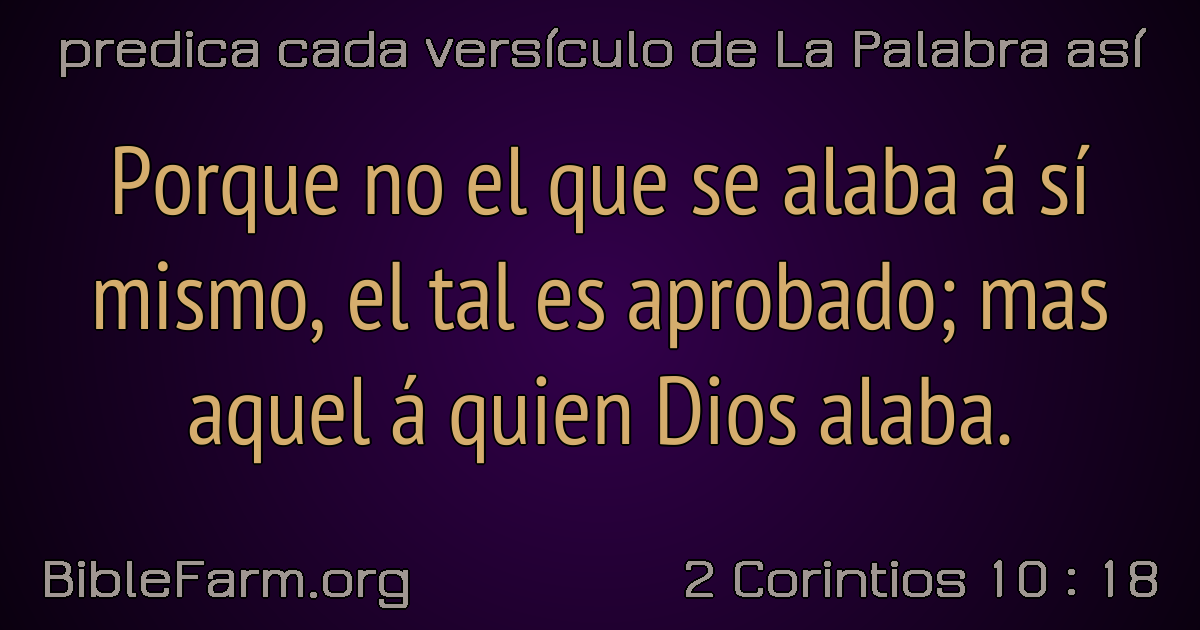 predica cada versículo de La Palabra así
Porque no el que se alaba á sí
mismo, el tal es aprobado; mas
aquel á quien Dios alaba.
BibleFarm.org
2 Corintios 10 : 18